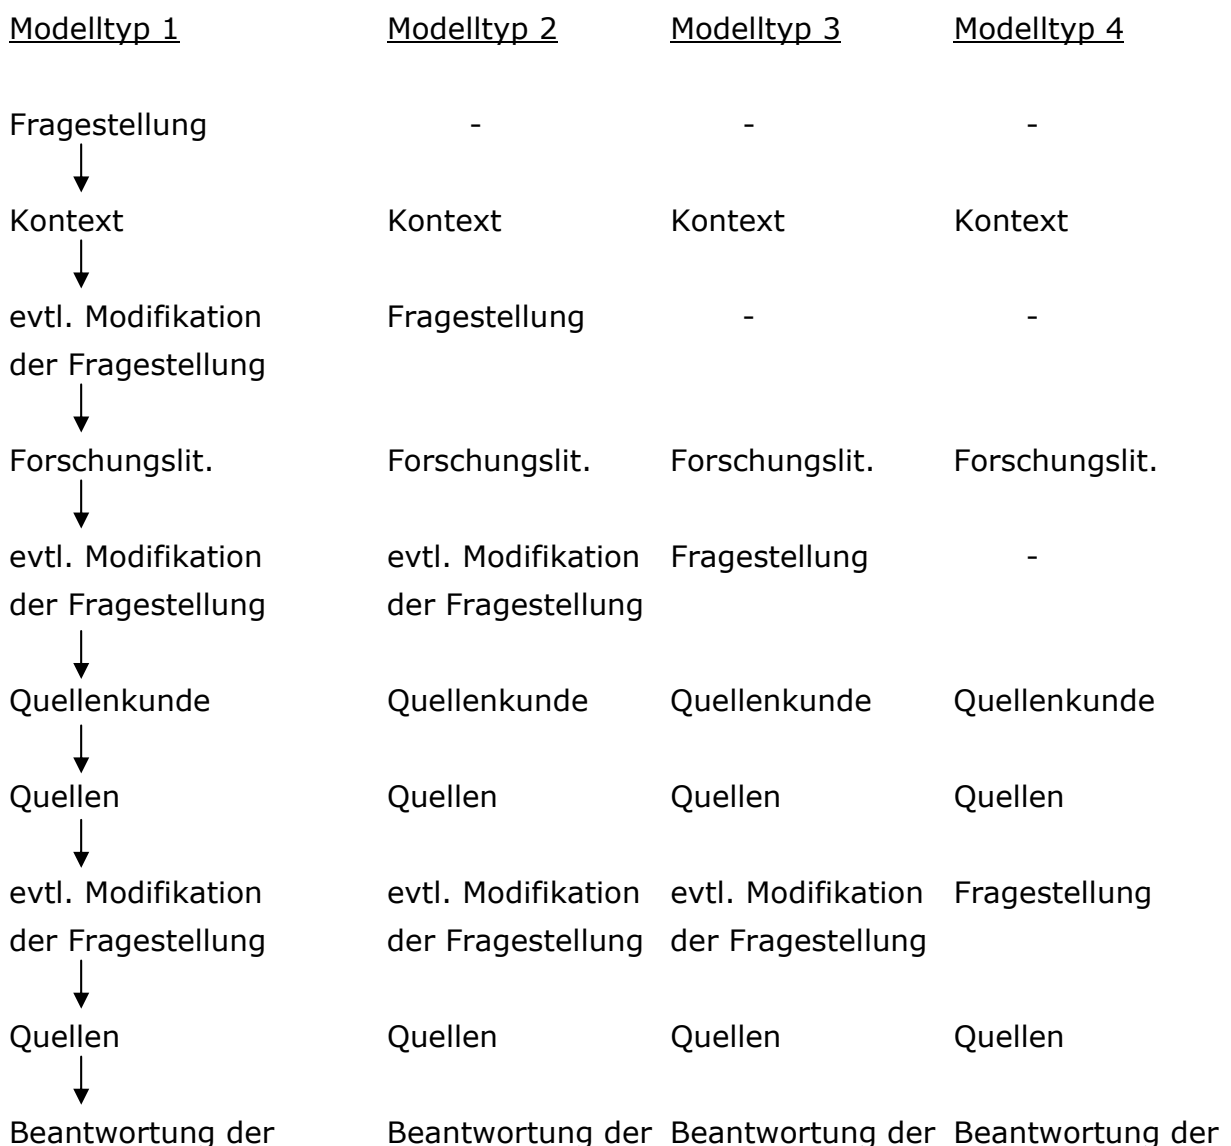 Modelltyp 1 Modelltyp 2 Modelltyp 3 Modelltyp 4
Fragestellung - - -
Kontext Kontext Kontext Kontext
evtl. Modifikation Fragestellung - -
der Fragestellung
Forschungslit. Forschungslit. Forschungslit. Forschungslit.
evtl. Modifikation evtl. Modifikation Fragestellung -
der Fragestellung der Fragestellung
Quellenkunde Quellenkunde Quellenkunde Quellenkunde
Quellen Quellen Quellen Quellen
evtl. Modifikation evtl. Modifikation evtl. Modifikation Fragestellung
der Fragestellung der Fragestellung der Fragestellung
Quellen Quellen Quellen Quellen
Beantwortung der Beantwortung der Beantwortung der Beantwortung der